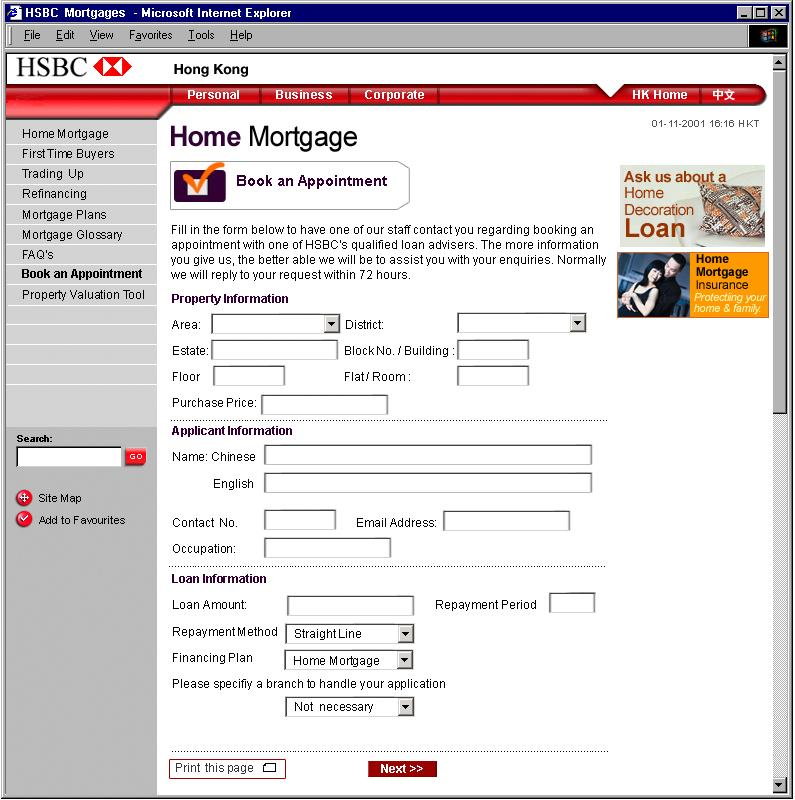 HSBC Mortgages - Microsoft Internet Explorer
File Edit View Favorites Tools Help
HSBC
Hong Kong
Personal Business Corporate HK Home 中文
01-11-2001 16:16 HKT
Home Mortgage
First Time Buyers
Trading Up
Refinancing
Mortgage Plans
Mortgage Glossary
FAQ's
Book an Appointment
Property Valuation Tool
Search:
GO
Site Map
Add to Favourites
Home Mortgage
Book an Appointment
Fill in the form below to have one of our staff contact you regarding booking an
appointment with one of HSBC's qualified loan advisers. The more information
you give us, the better able we will be to assist you with your enquiries. Normally
we will reply to your request within 72 hours.
Property Information
Area: District:
Estate: Block No. / Building :
Floor Flat / Room :
Purchase Price:
Applicant Information
Name: Chinese
English
Contact No. Email Address:
Occupation:
Loan Information
Loan Amount: Repayment Period
Repayment Method Straight Line
Financing Plan Home Mortgage
Please specifiy a branch to handle your application
Not necessary
Print this page Next >>
Ask us about a
Home
Decoration
Loan
Home
Mortgage
Insurance
Protectiing your
home & family.